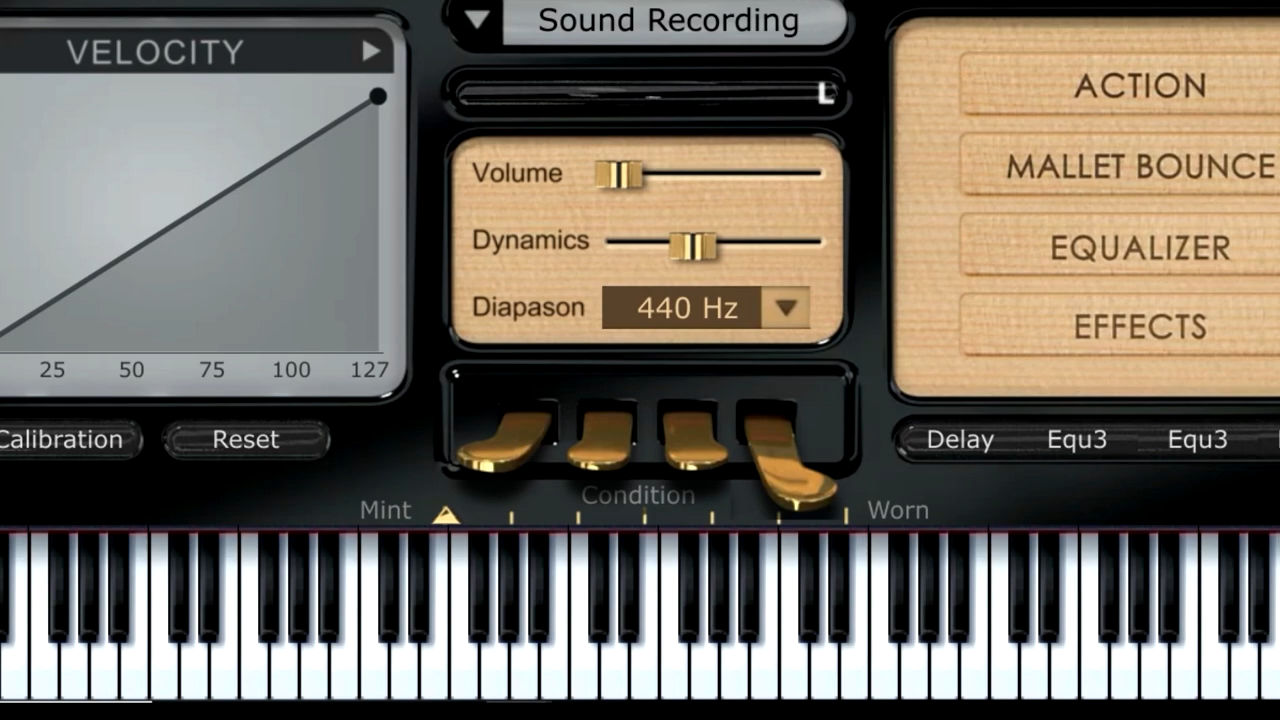 VELOCITY
25 50 75 100 127
Calibration
Reset
Sound Recording
L
Volume
Dynamics
Diapason 440 Hz
Condition
Mint
Worn
ACTION
MALLET BOUNCE
EQUALIZER
EFFECTS
Delay Equ3 Equ3